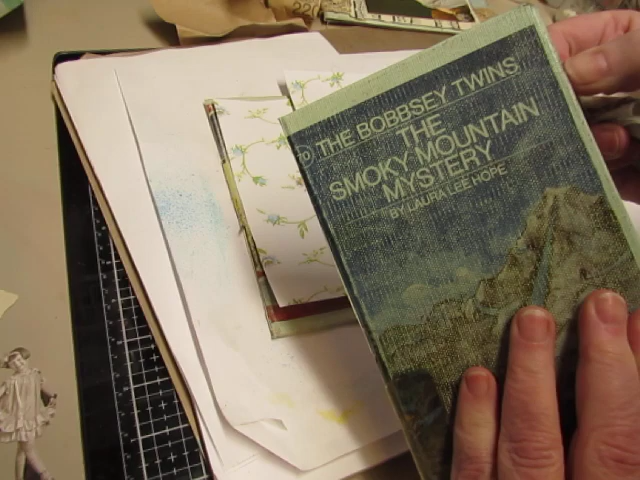 THE BOBBSEY TWINS
THE
SMOKY MOUNTAIN
MYSTERY
BY LAURA LEE HOPE